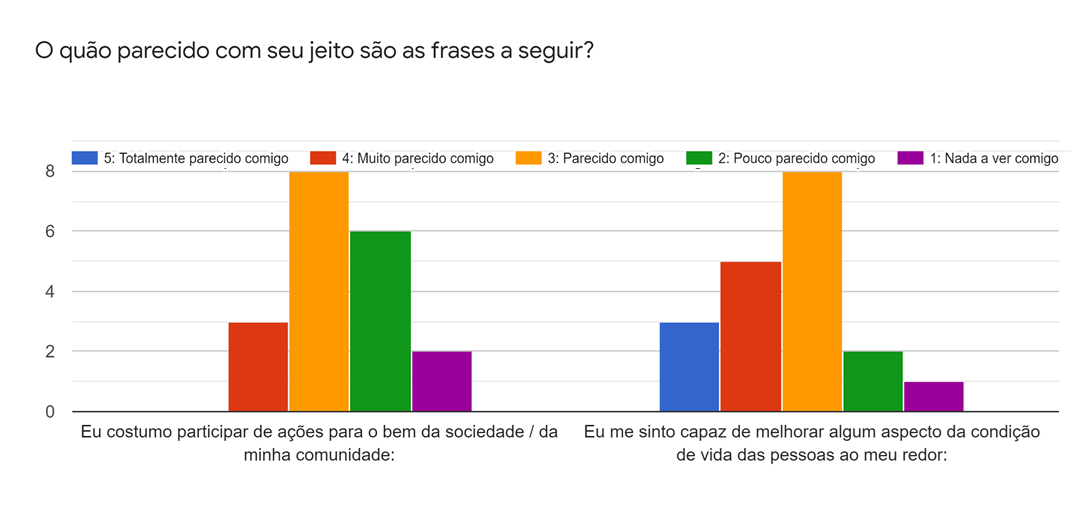 O quão parecido com seu jeito são as frases a seguir?
5: Totalmente parecido comigo 4: Muito parecido comigo 3: Parecido comigo 2: Pouco parecido comigo 1: Nada a ver comigo
8
6
4
2
0
Eu costumo participar de ações para o bem da sociedade / da
minha comunidade:
Eu me sinto capaz de melhorar algum aspecto da condição
de vida das pessoas ao meu redor: